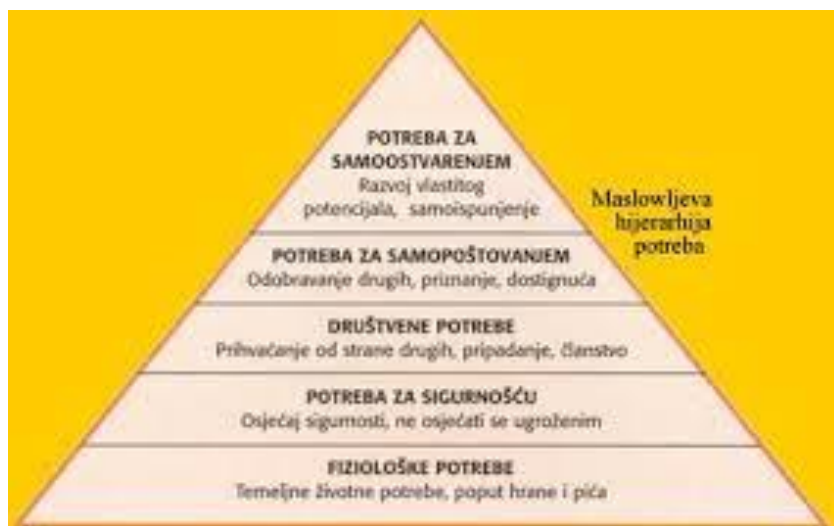 POTREBA ZA
SAMOOSTVARENJEM
Razvoj vlastitog
potencijala, samoispunjenje
Maslowljeva
hijerarhija
potreba
POTREBA ZA SAMOPOŠTOVANJEM
Odobravanje drugih, priznanje, dostignuća
DRUŠTVENE POTREBE
Prihvaćanje od strane drugih, pripadanje, članstvo
POTREBA ZA SIGURNOŠĆU
Osjećaj sigurnosti, ne osjećati se ugroženim
FIZIOLOŠKE POTREBE
Temeljne životne potrebe, poput hrane i pića